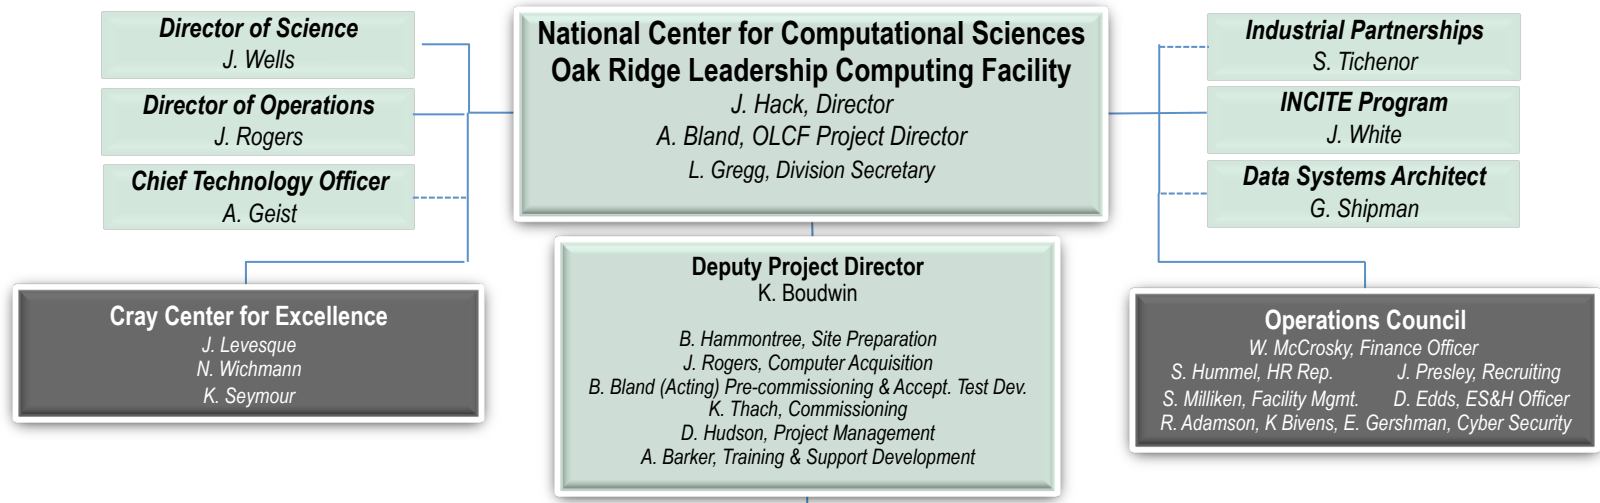 Director of Science
J. Wells
Director of Operations
J. Rogers
Chief Technology Officer
A. Geist
National Center for Computational Sciences
Oak Ridge Leadership Computing Facility
J. Hack, Director
A. Bland, OLCF Project Director
L. Gregg, Division Secretary
Industrial Partnerships
S. Tichenor
INCITE Program
J. White
Data Systems Architect
G. Shipman
Cray Center for Excellence
J. Levesque
N. Wichmann
K. Seymour
Deputy Project Director
K. Boudwin
B. Hammontree, Site Preparation
J. Rogers, Computer Acquisition
B. Bland (Acting) Pre-commissioning & Accept. Test Dev.
K. Thach, Commissioning
D. Hudson, Project Management
A. Barker, Training & Support Development
Operations Council
W. McCrosky, Finance Officer
S. Hummel, HR Rep. J. Presley, Recruiting
S. Milliken, Facility Mgmt. D. Edds, ES&H Officer
R. Adamson, K Bivens, E. Gershman, Cyber Security